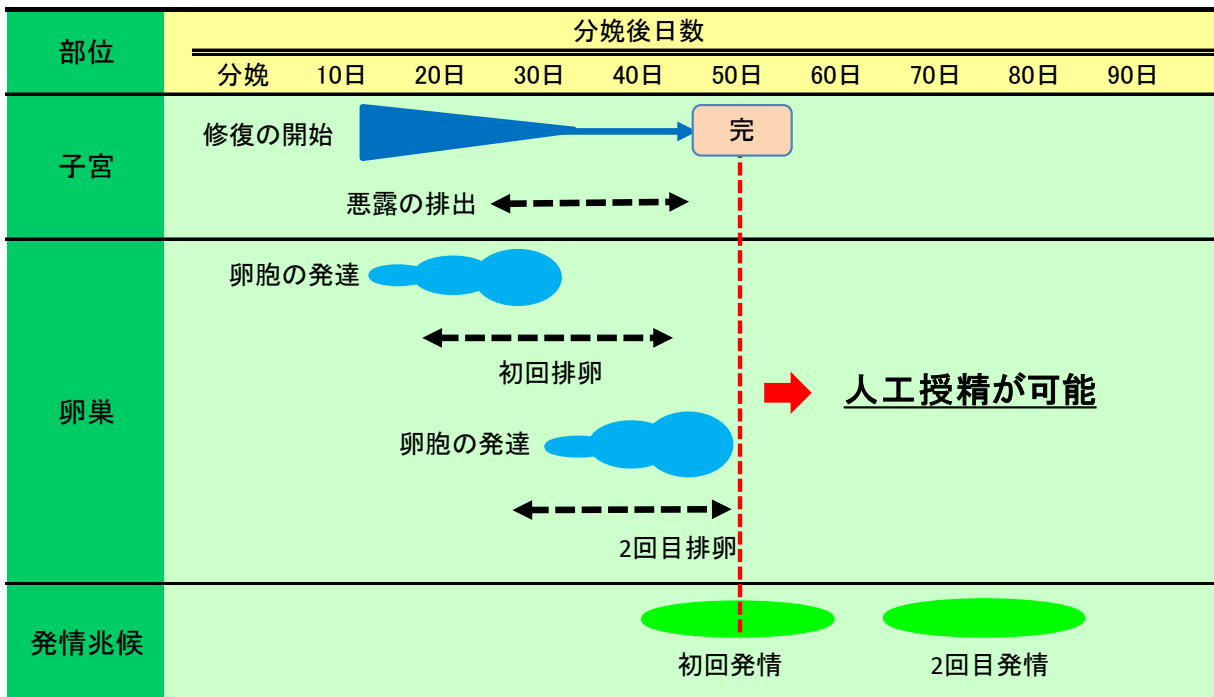 部位
分娩後日数
分娩 10日 20日 30日 40日 50日 60日 70日 80日 90日
子宮
修復の開始
完
悪露の排出
卵巣
卵胞の発達
初回排卵
人工授精が可能
卵胞の発達
2回目排卵
発情兆候
初回発情
2回目発情